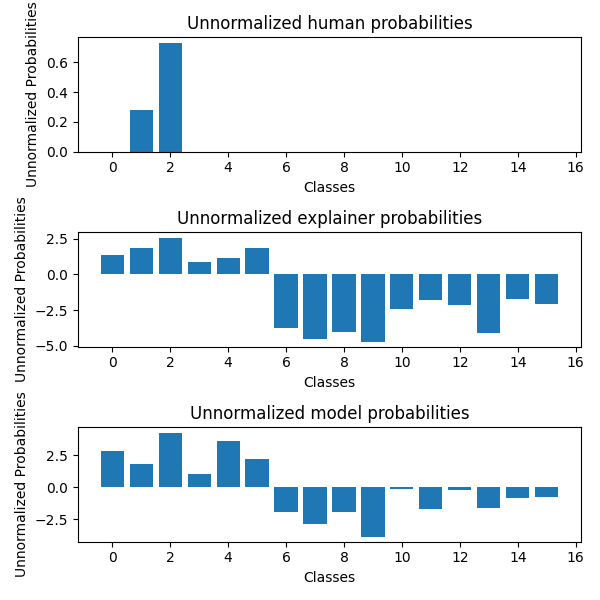 Unnormalized human probabilities
Unnormalized Probabilities
0.6
0.4
0.2
0.0
0 2 4 6 8 10 12 14 16
Classes
Unnormalized explainer probabilities
Unnormalized Probabilities
2.5
0.0
−2.5
−5.0
0 2 4 6 8 10 12 14 16
Classes
Unnormalized model probabilities
Unnormalized Probabilities
2.5
0.0
−2.5
0 2 4 6 8 10 12 14 16
Classes